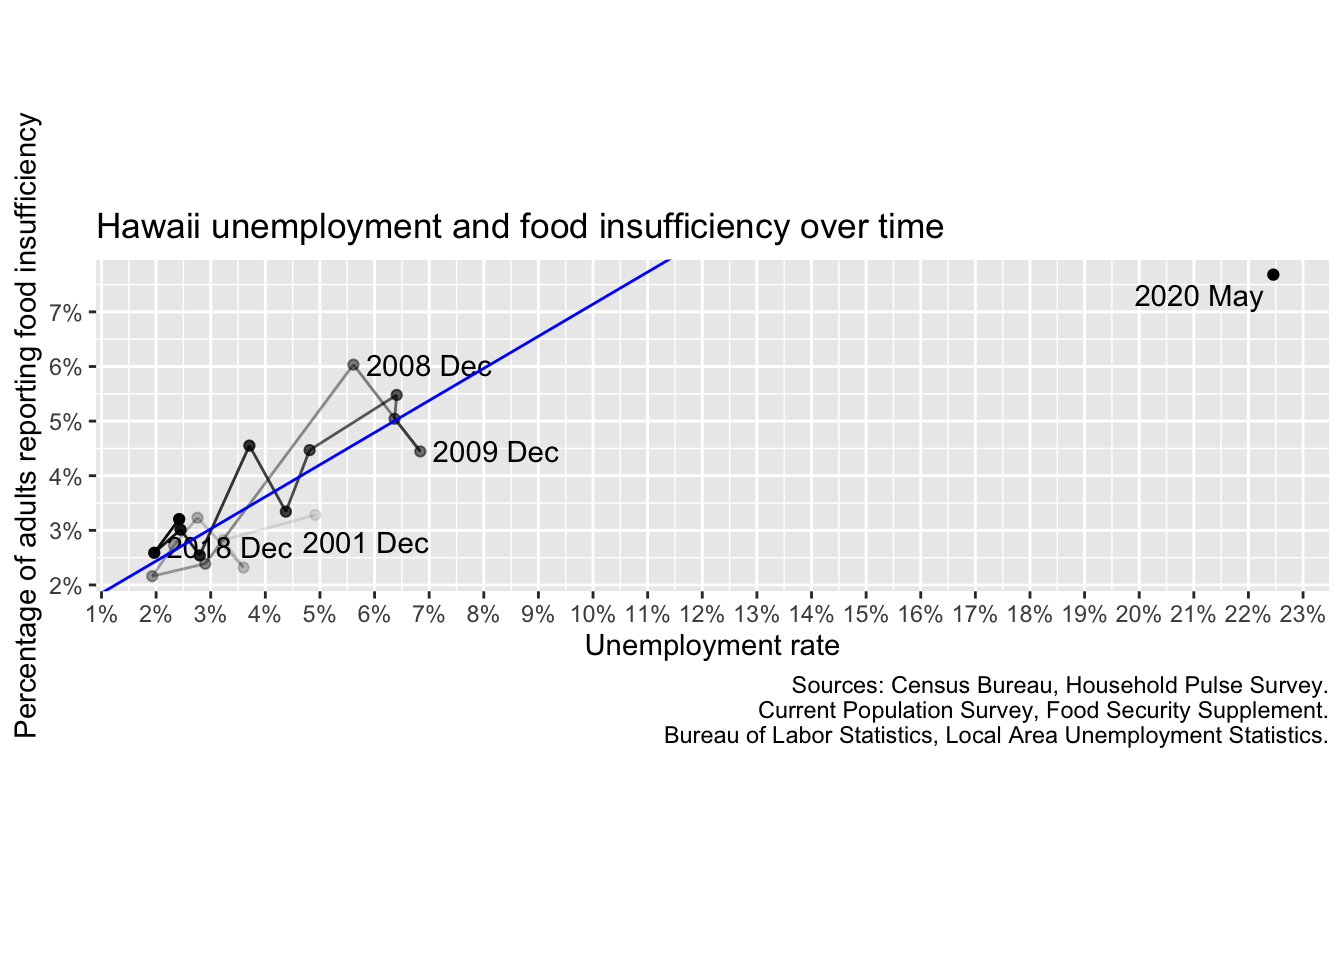 Hawaii unemployment and food insufficiency over time
Percentage of adults reporting food insufficiency
7%
6%
5%
4%
3%
2%
2020 May
2008 Dec
2009 Dec
2001 Dec
2018 Dec
1% 2% 3% 4% 5% 6% 7% 8% 9% 10% 11% 12% 13% 14% 15% 16% 17% 18% 19% 20% 21% 22% 23%
Unemployment rate
Sources: Census Bureau, Household Pulse Survey.
Current Population Survey, Food Security Supplement.
Bureau of Labor Statistics, Local Area Unemployment Statistics.